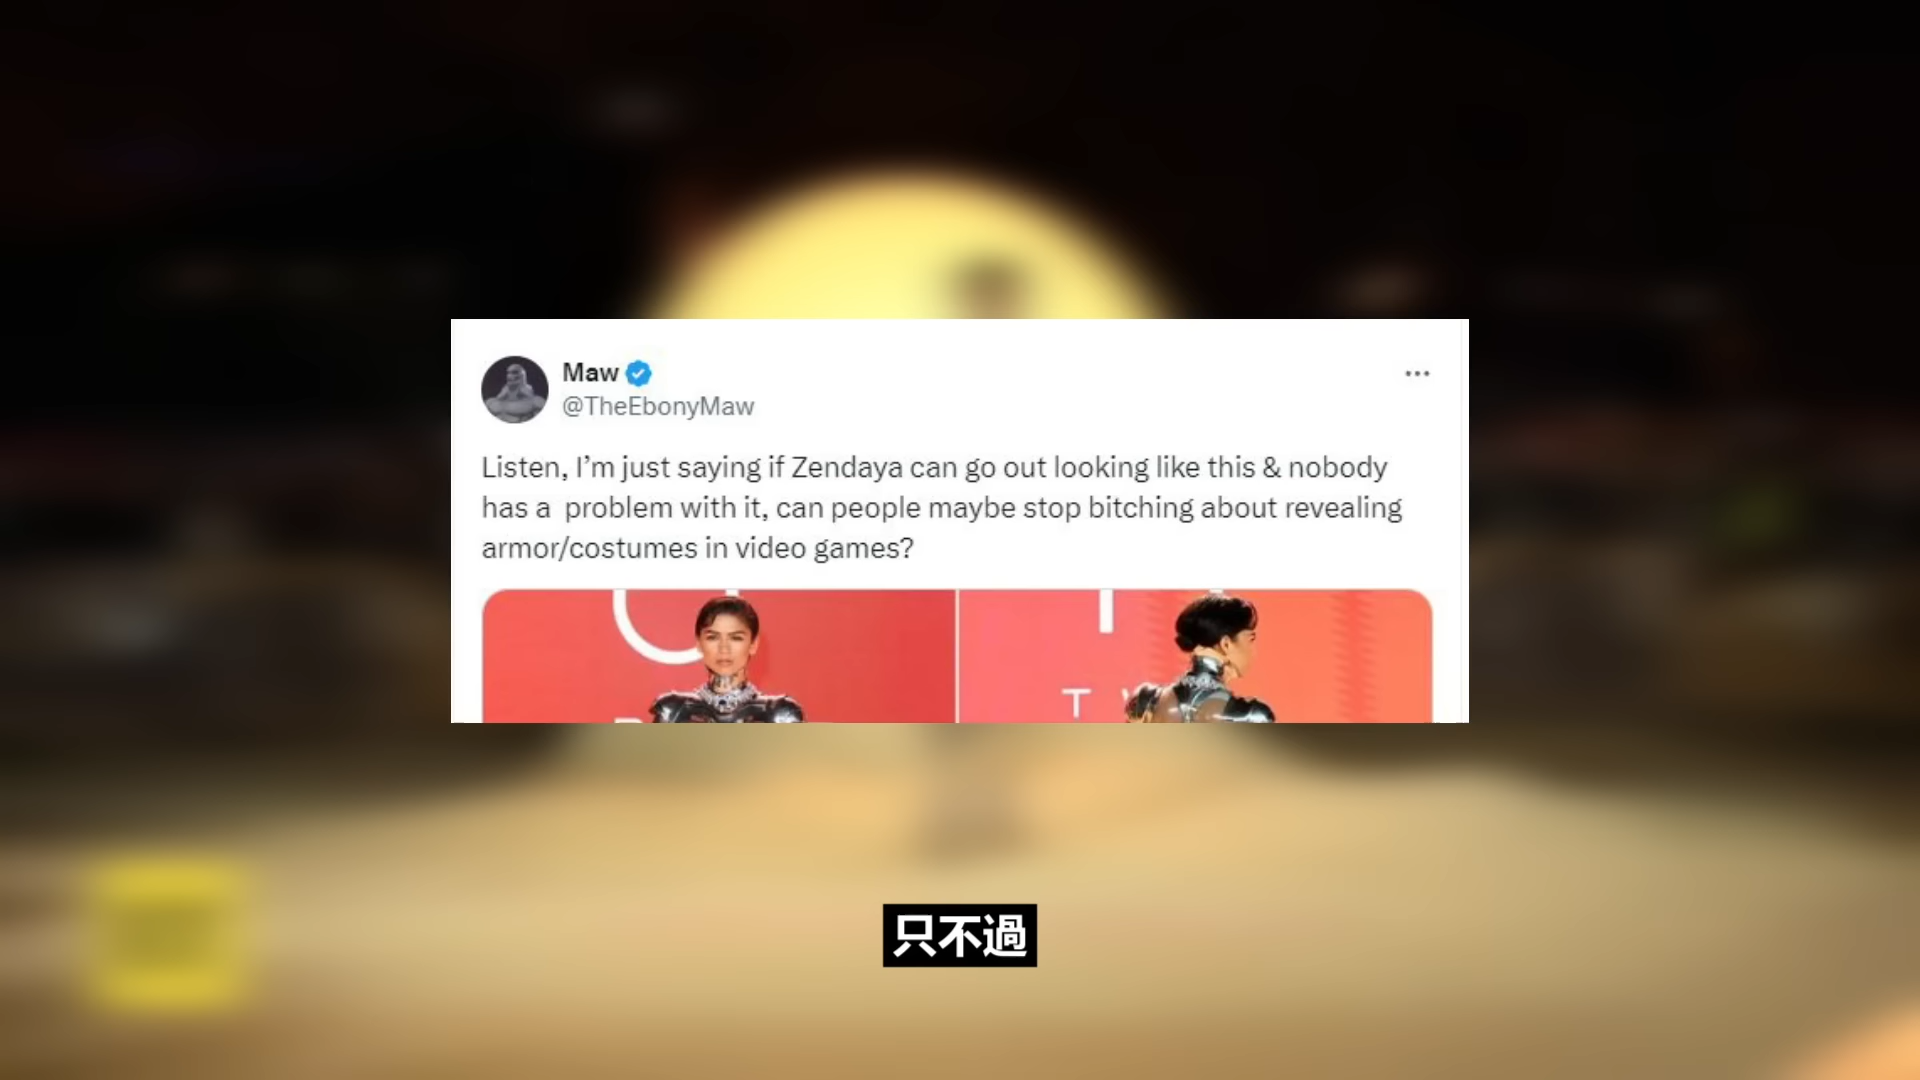 Maw
@TheEbonyMaw
Listen, I’m just saying if Zendaya can go out looking like this & nobody
has a  problem with it, can people maybe stop bitching about revealing
armor/costumes in video games?
T
只不過